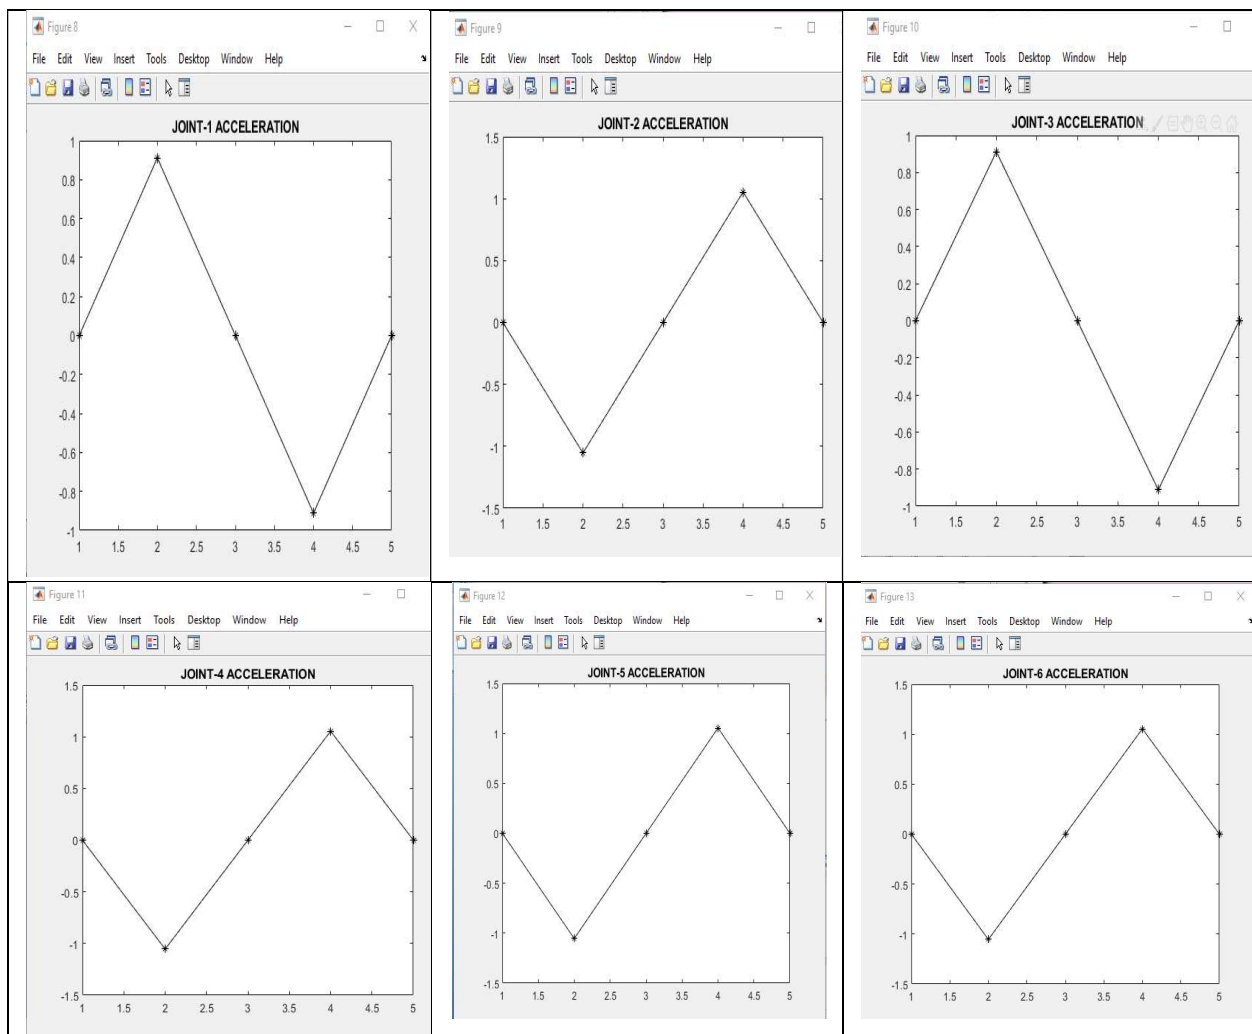 Figure 8
File Edit View Insert Tools Desktop Window Help
JOINT-1 ACCELERATION
1
0.8
0.6
0.4
0.2
0
-0.2
-0.4
-0.6
-0.8
-1
1 1.5 2 2.5 3 3.5 4 4.5 5
Figure 9
File Edit View Insert Tools Desktop Window Help
JOINT-2 ACCELERATION
1.5
1
0.5
0
-0.5
-1
-1.5
1 1.5 2 2.5 3 3.5 4 4.5 5
Figure 10
File Edit View Insert Tools Desktop Window Help
JOINT-3 ACCELERATION
1
0.8
0.6
0.4
0.2
0
-0.2
-0.4
-0.6
-0.8
-1
1 1.5 2 2.5 3 3.5 4 4.5 5
Figure 11
File Edit View Insert Tools Desktop Window Help
JOINT-4 ACCELERATION
1.5
1
0.5
0
-0.5
-1
-1.5
1 1.5 2 2.5 3 3.5 4 4.5 5
Figure 12
File Edit View Insert Tools Desktop Window Help
JOINT-5 ACCELERATION
1.5
1
0.5
0
-0.5
-1
-1.5
1 1.5 2 2.5 3 3.5 4 4.5 5
Figure 13
File Edit View Insert Tools Desktop Window Help
JOINT-6 ACCELERATION
1.5
1
0.5
0
-0.5
-1
-1.5
1 1.5 2 2.5 3 3.5 4 4.5 5